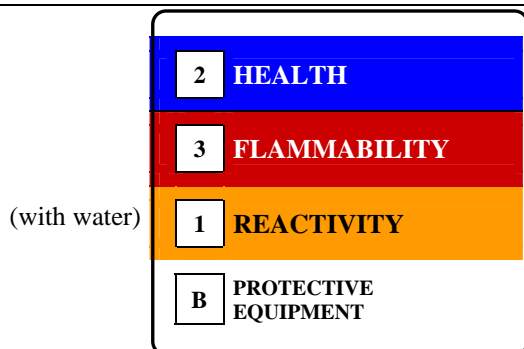 2 HEALTH
3 FLAMMABILITY
(with water) 1 REACTIVITY
B PROTECTIVE
EQUIPMENT